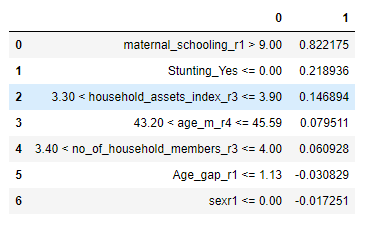 0 1
0 maternal_schooling_r1 > 9.00 0.822175
1 Stunting_Yes <= 0.00 0.218936
2 3.30 < household_assets_index_r3 <= 3.90 0.146894
3 43.20 < age_m_r4 <= 45.59 0.079511
4 3.40 < no_of_household_members_r3 <= 4.00 0.060928
5 Age_gap_r1 <= 1.13 -0.030829
6 sexr1 <= 0.00 -0.017251